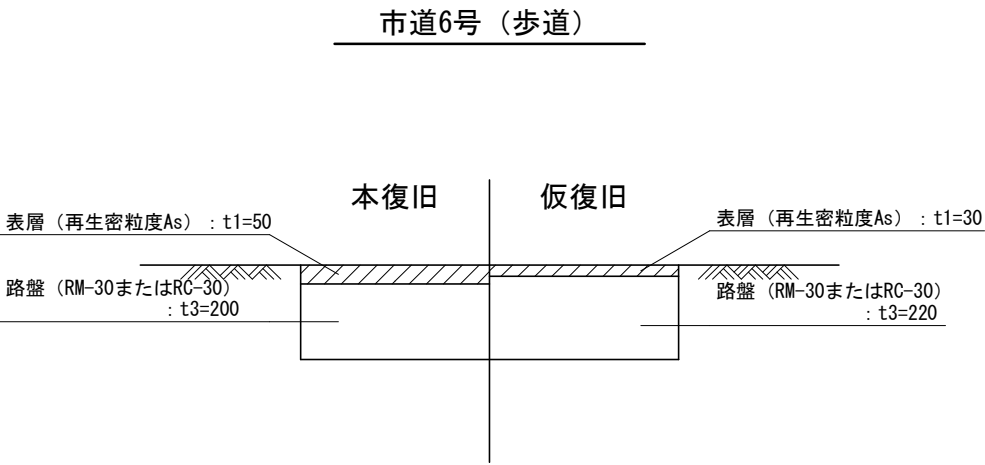 市道6号（歩道）
本復旧
仮復旧
表層（再生密粒度As）：t1=50
路盤（RM-30またはRC-30）
：t3=200
表層（再生密粒度As）：t1=30
路盤（RM-30またはRC-30）
：t3=220